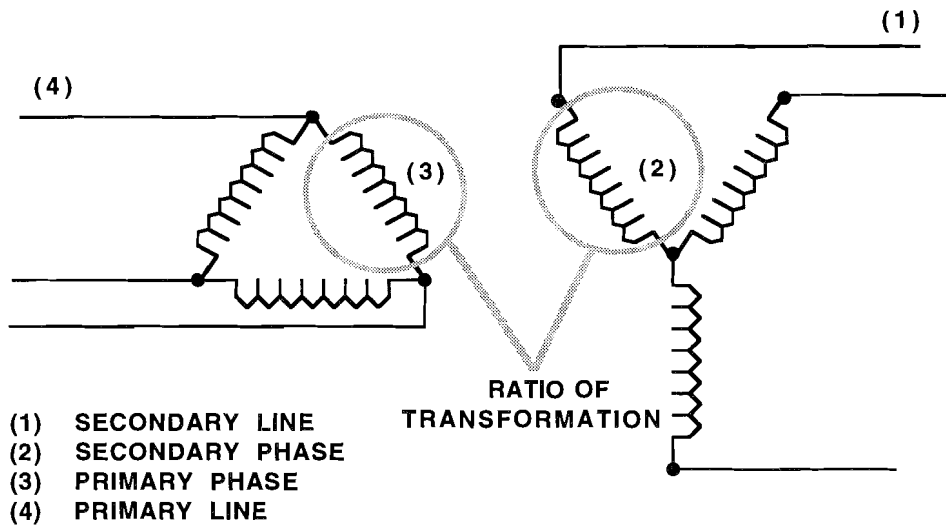 (1)
(4)
(3)
(2)
RATIO OF
TRANSFORMATION
(1) SECONDARY LINE
(2) SECONDARY PHASE
(3) PRIMARY PHASE
(4) PRIMARY LINE